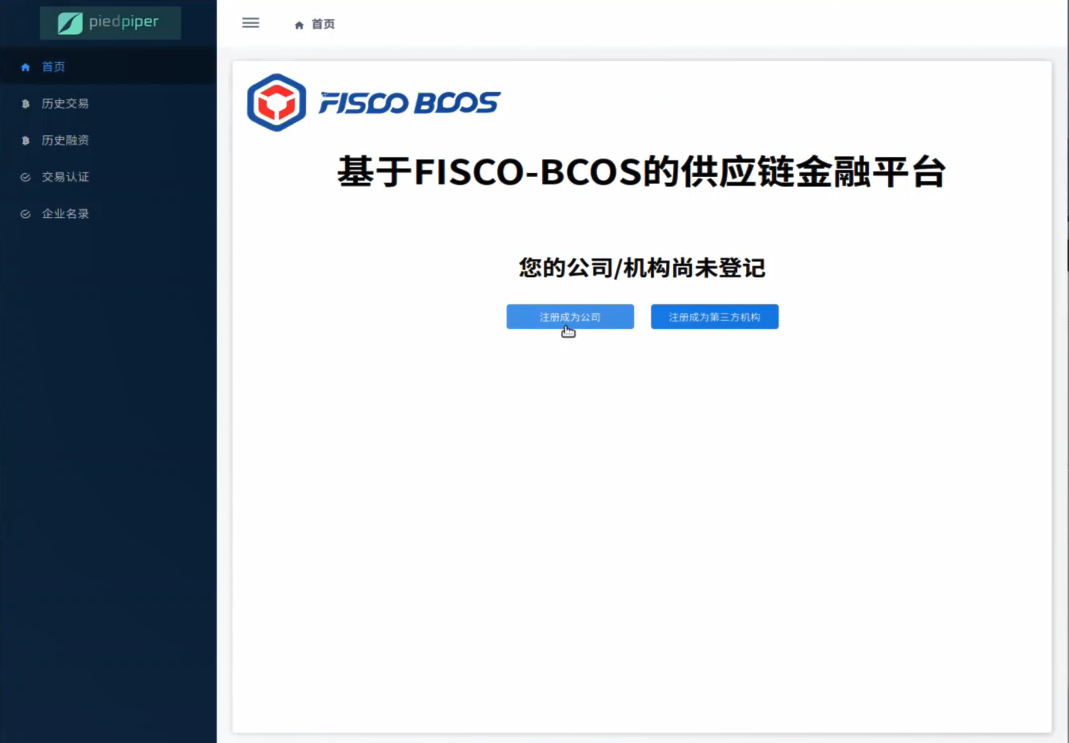 piedpiper
首页
历史交易
历史融资
交易认证
企业名录
首页
FISCO BCOS
基于FISCO-BCOS的供应链金融平台
您的公司/机构尚未登记
注册成为公司
注册成为第三方机构